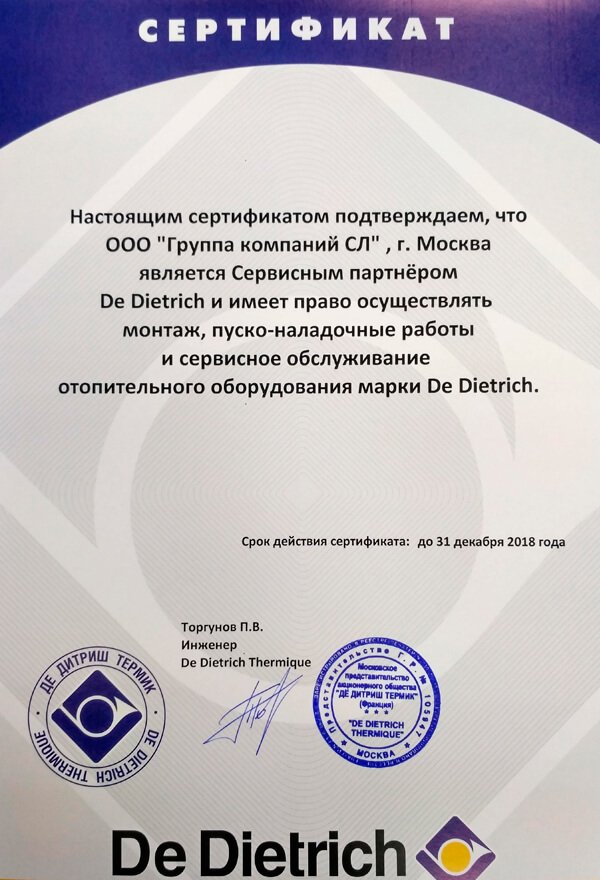 СЕРТИФИКАТ
Настоящим сертификатом подтверждаем, что
ООО "Группа компаний СЛ" , г. Москва
является Сервисным партнёром
De Dietrich и имеет право осуществлять
монтаж, пуско-наладочные работы
и сервисное обслуживание
отопительного оборудования марки De Dietrich.
Срок действия сертификата: до 31 декабря 2018 года
Торгунов П.В.
Инженер
De Dietrich Thermique
ДЕ ДИТРИШ ТЕРМИК
DE DIETRICH THERMIQUE
Представительство Г.Р.№ 105947
Московское
представительство
акционерного общества
"ДЕ ДИТРИШ ТЕРМИК"
(Франция)
* * *
"DE DIETRICH
THERMIQUE"
* МОСКВА *
De Dietrich